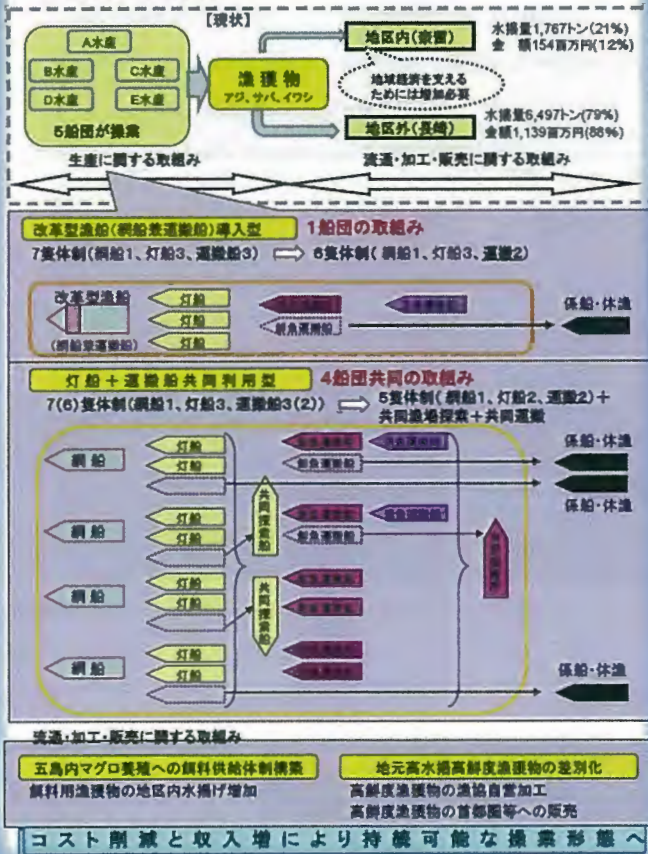 【現状】
A水産
B水産 C水産
D水産 E水産
5船団が操業
漁獲物
アジ、サバ、イワシ
地区内(奈留)
水揚量1,767トン(21%)
金 額154百万円(12%)
地域経済を支える
ためには増加必要
地区外(長崎)
水揚量6,497トン(79%)
金額1,139百万円(88%)
生産に関する取組み
流通・加工・販売に関する取組み
改革型漁船(網船兼運搬船)導入型
1船団の取組み
7隻体制(網船1、灯船3、運搬船3)
6隻体制( 網船1、灯船3、運搬2)
改革型漁船
(網船兼運搬船)
灯船
灯船
灯船
鮮魚運搬船
係船・休漁
灯船+運搬船共同利用型
4船団共同の取組み
7(6)隻体制(網船1、灯船3、運搬船3(2))
5隻体制( 網船1、灯船2、運搬2)+
共同漁場探索+共同運搬
網船
灯船
灯船
鮮魚運搬船
係船・休漁
係船・休漁
共同探索船
網船
灯船
灯船
鮮魚運搬船
網船
灯船
灯船
共同探索船
網船
灯船
灯船
係船・休漁
流通・加工・販売に関する取組み
五島内マグロ養殖への餌料供給体制構築
餌料用漁獲物の地区内水揚げ増加
地元高水揚高鮮度漁獲物の差別化
高鮮度漁獲物の漁協自営加工
高鮮度漁獲物の首都圏等への販売
コスト削減と収入増により持続可能な操業形態へ